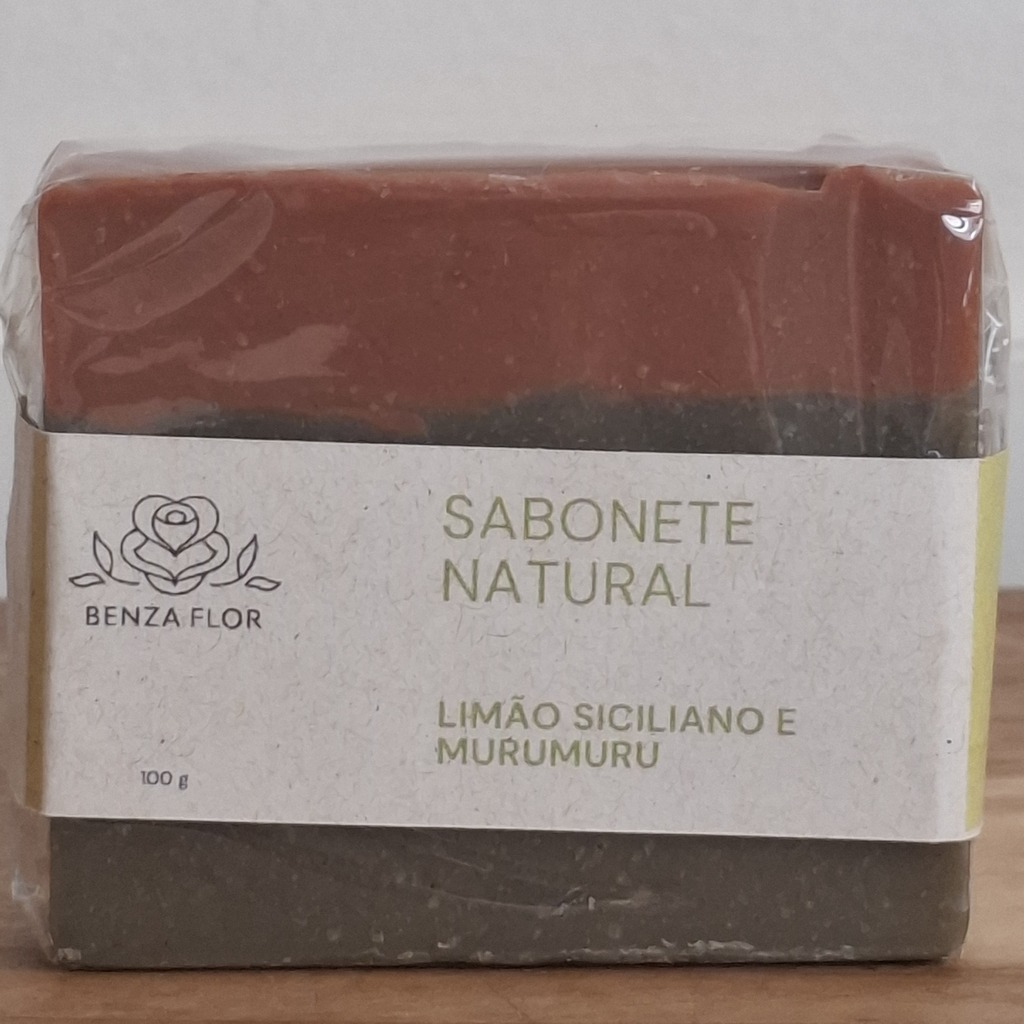 BENZA FLOR
100 g
SABONETE
NATURAL
LIMÃO SICILIANO E
MURUMURU